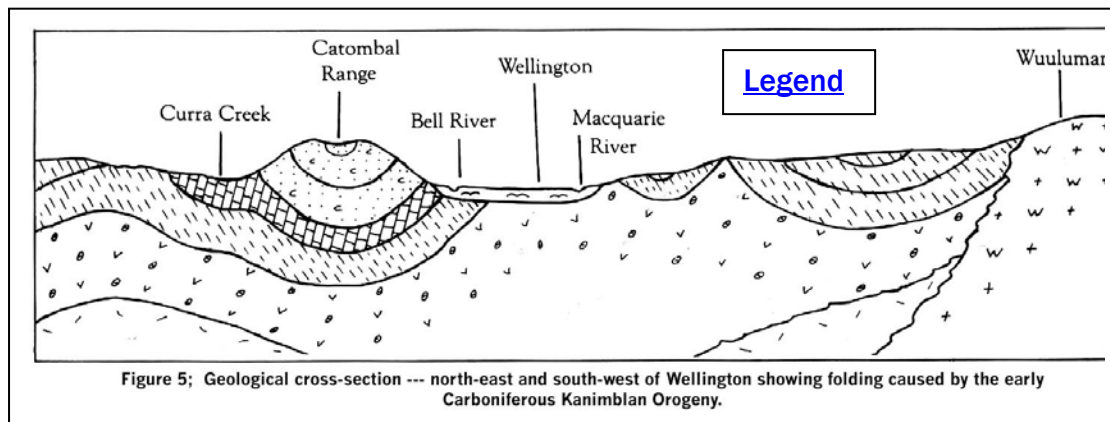 Catombal
Range
Wellington
Legend
Wuuluman
Curra Creek
Bell River
Macquarie
River
Figure 5; Geological cross-section --- north-east and south-west of Wellington showing folding caused by the early
Carboniferous Kanimblan Orogeny.